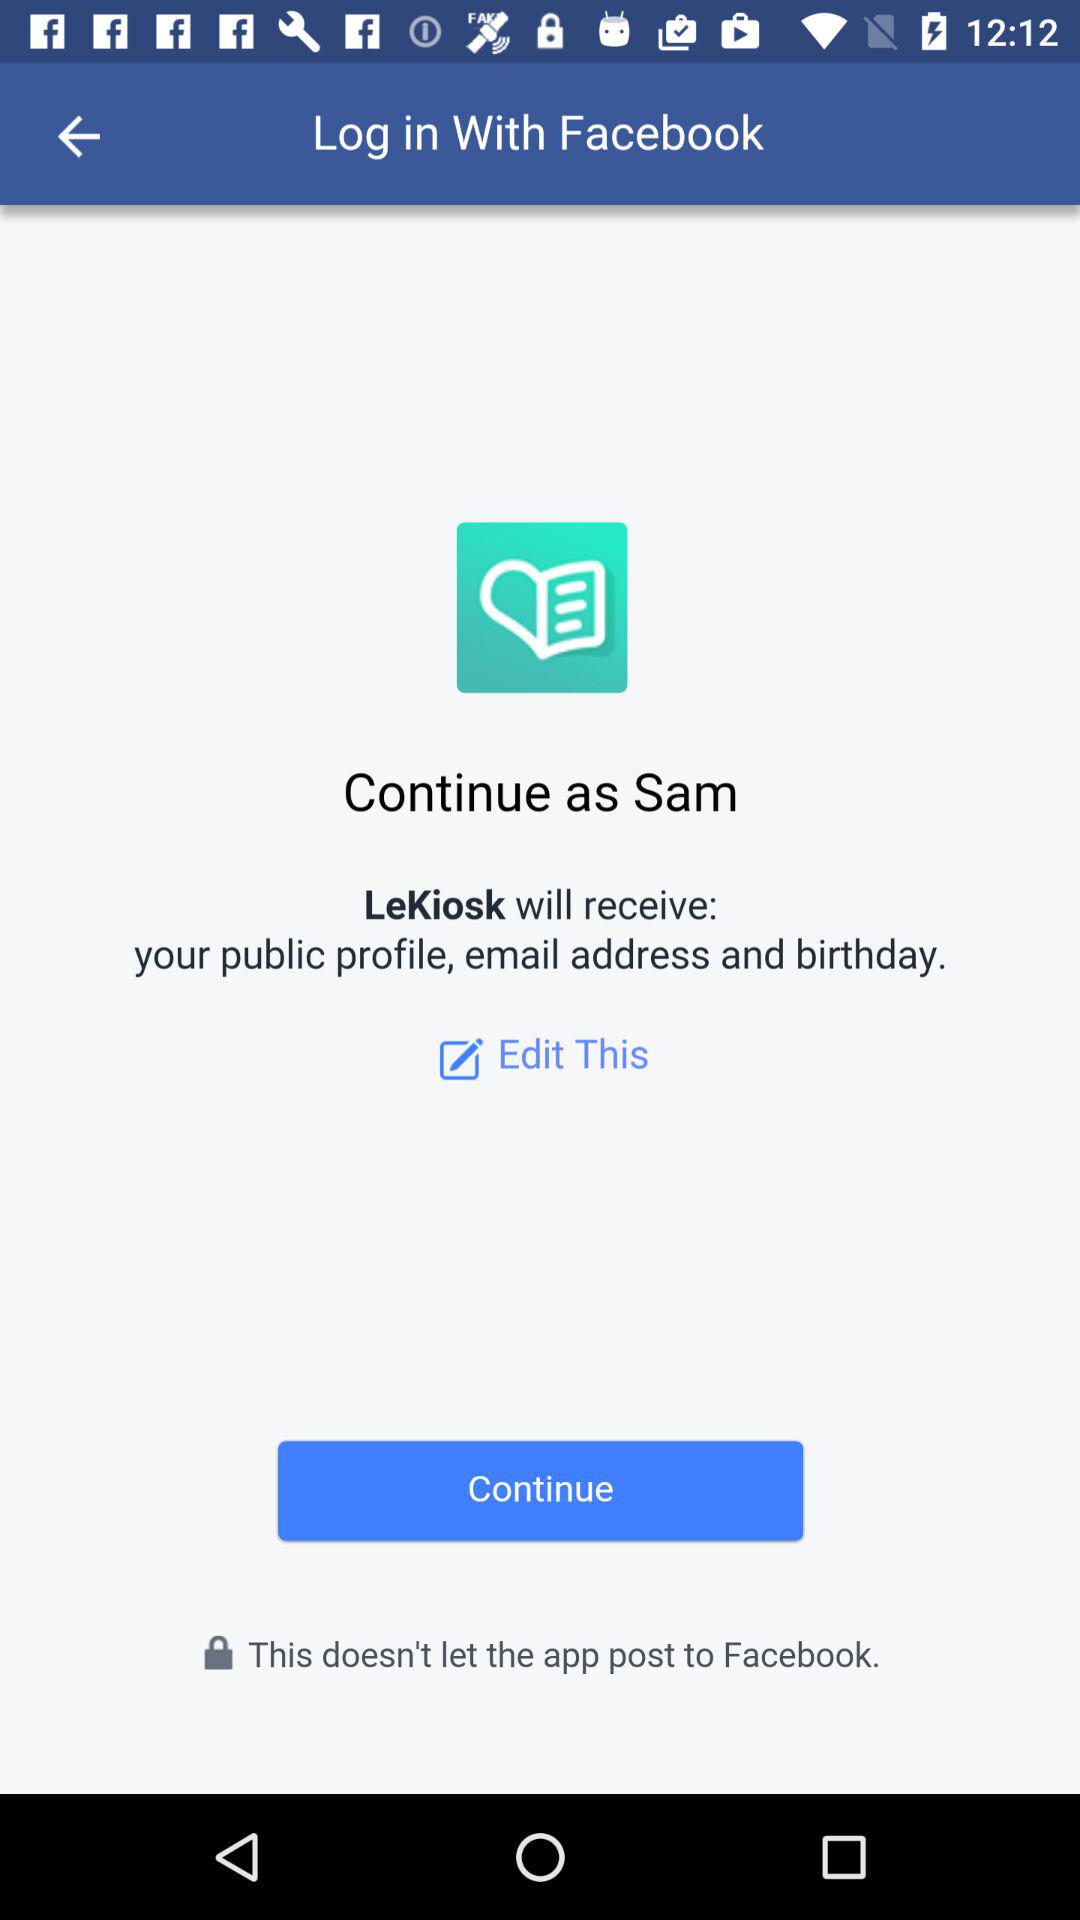 FAKE
12:12
Log in With Facebook
Continue as Sam
LeKiosk will receive:
your public profile, email address and birthday.
Edit This
Continue
This doesn't let the app post to Facebook.